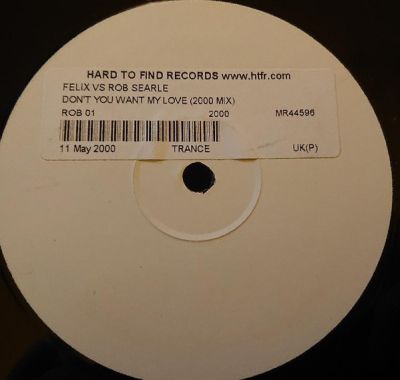 HARD TO FIND RECORDS www.htfr.com
FELIX VS ROB SEARLE
DON'T YOU WANT MY LOVE (2000 MIX)
ROB 01 2000 MR44596
11 May 2000 TRANCE UK(P)